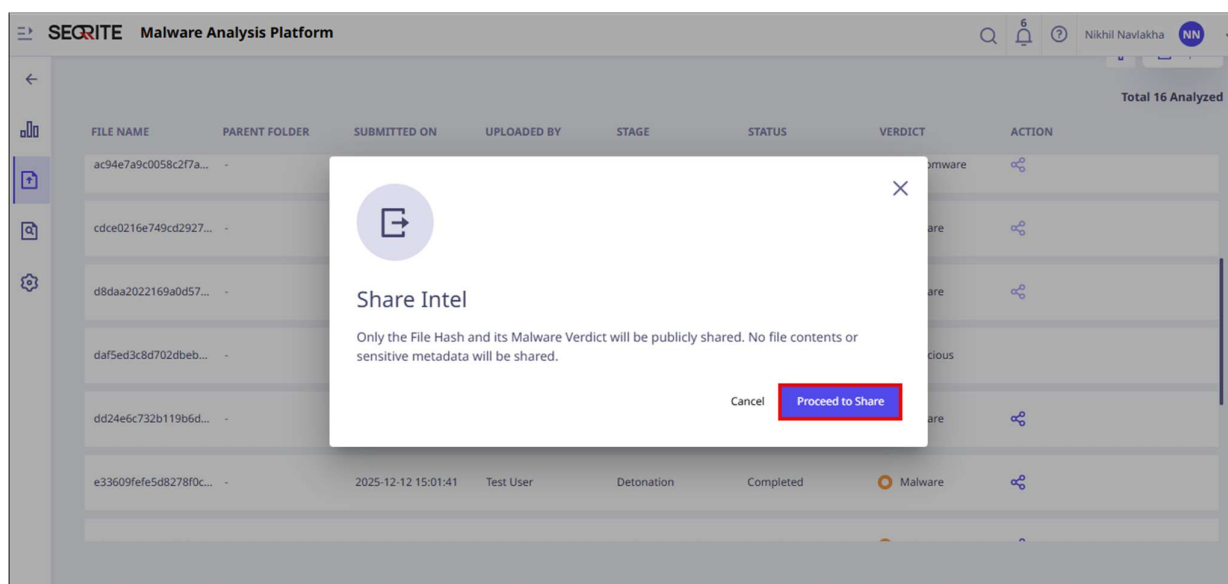 SEQRITE Malware Analysis Platform
6
Nikhil Navlakha NN
Total 16 Analyzed
FILE NAME PARENT FOLDER SUBMITTED ON UPLOADED BY STAGE STATUS VERDICT ACTION
ac94e7a9c0058c2f7a... -
cdce0216e749cd2927... -
d8daa2022169a0d57... -
daf5ed3c8d702dbeb... -
dd24e6c732b119b6d... -
Share Intel
Only the File Hash and its Malware Verdict will be publicly shared. No file contents or
sensitive metadata will be shared.
Cancel Proceed to Share
e33609fefe5d8278f0c... - 2025-12-12 15:01:41 Test User Detonation Completed Malware